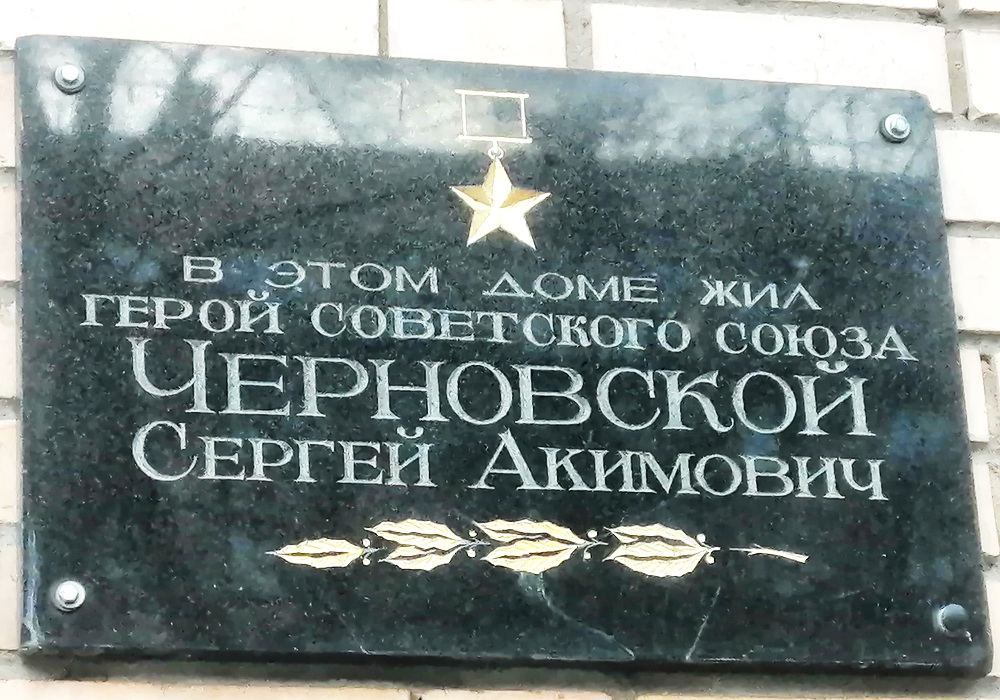 В ЭТОМ ДОМЕ ЖИЛ
ГЕРОЙ СОВЕТСКОГО СОЮЗА
ЧЕРНОВСКОЙ
СЕРГЕЙ АКИМОВИЧ